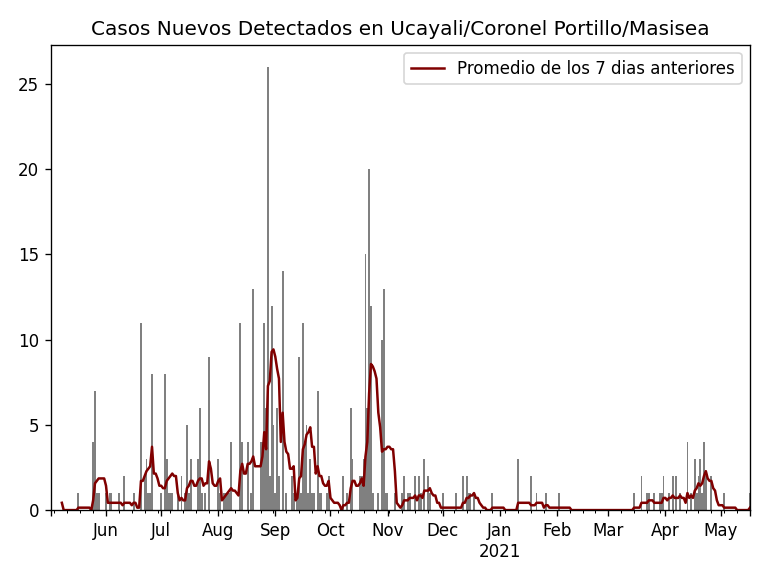 Casos Nuevos Detectados en Ucayali/Coronel Portillo/Masisea
Promedio de los 7 dias anteriores
25
20
15
10
5
0
Jun Jul Aug Sep Oct Nov Dec Jan Feb Mar Apr May
2021